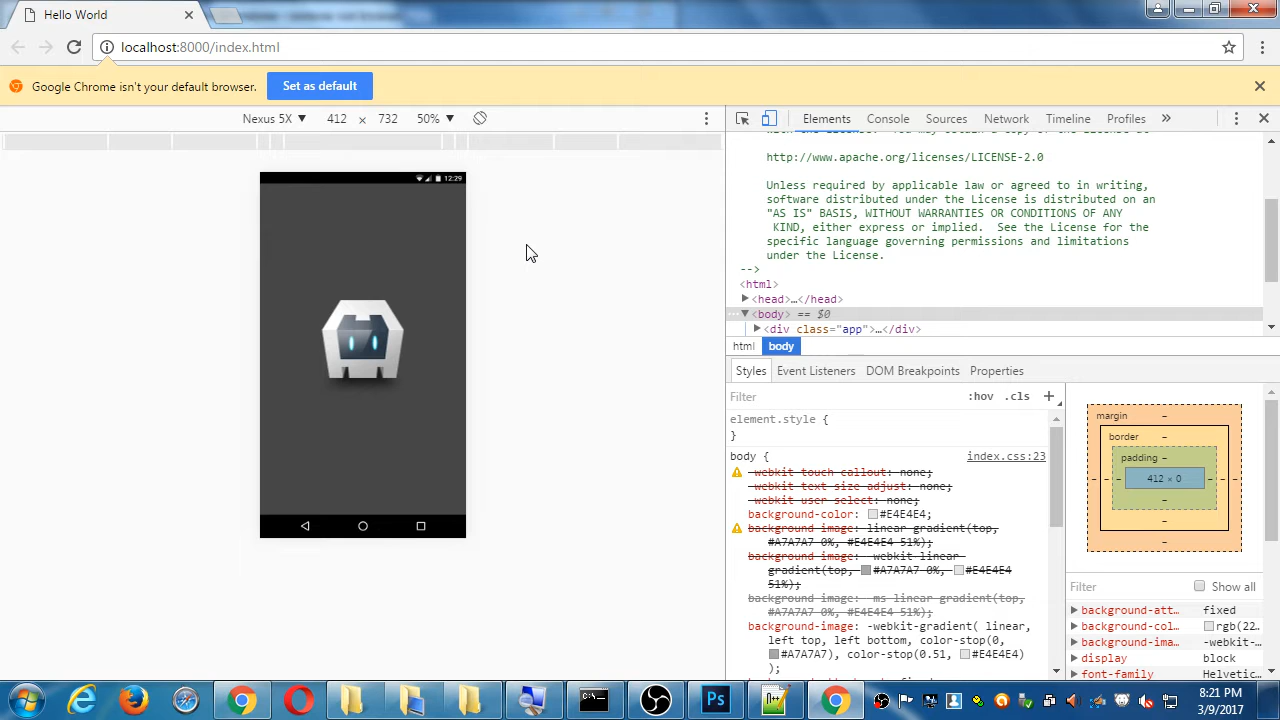 Hello World
localhost:8000/index.html
Google Chrome isn't your default browser.
Set as default
Nexus 5X ▼ 412 x 732 50% ▼
Elements Console Sources Network Timeline Profiles »
12:29
http://www.apache.org/licenses/LICENSE-2.0
Unless required by applicable law or agreed to in writing,
software distributed under the License is distributed on an
"AS IS" BASIS, WITHOUT WARRANTIES OR CONDITIONS OF ANY
KIND, either express or implied.  See the License for the
specific language governing permissions and limitations
under the License.
-->
<html>
<head>…</head>
<body> == $0
<div class="app">…</div>
html body
Styles Event Listeners DOM Breakpoints Properties
Filter :hov .cls +
element.style {
}
body { index.css:23
-webkit-touch-callout: none;
-webkit-text-size-adjust: none;
-webkit-user-select: none;
background-color: #E4E4E4;
background-image: linear-gradient(top,
#A7A7A7 0%, #E4E4E4 51%);
background-image: -webkit-linear-
gradient(top, #A7A7A7 0%, #E4E4E4
51%);
background-image: -ms-linear-gradient(top,
#A7A7A7 0%, #E4E4E4 51%);
background-image: -webkit-gradient( linear,
left top, left bottom, color-stop(0,
#A7A7A7), color-stop(0.51, #E4E4E4)
);
margin –
border –
padding –
412 × 0
Filter Show all
background-att… fixed
background-col… rgb(22…
background-ima… -webkit-…
display block
font-family Helvetic…
Ps
8:21 PM
3/9/2017